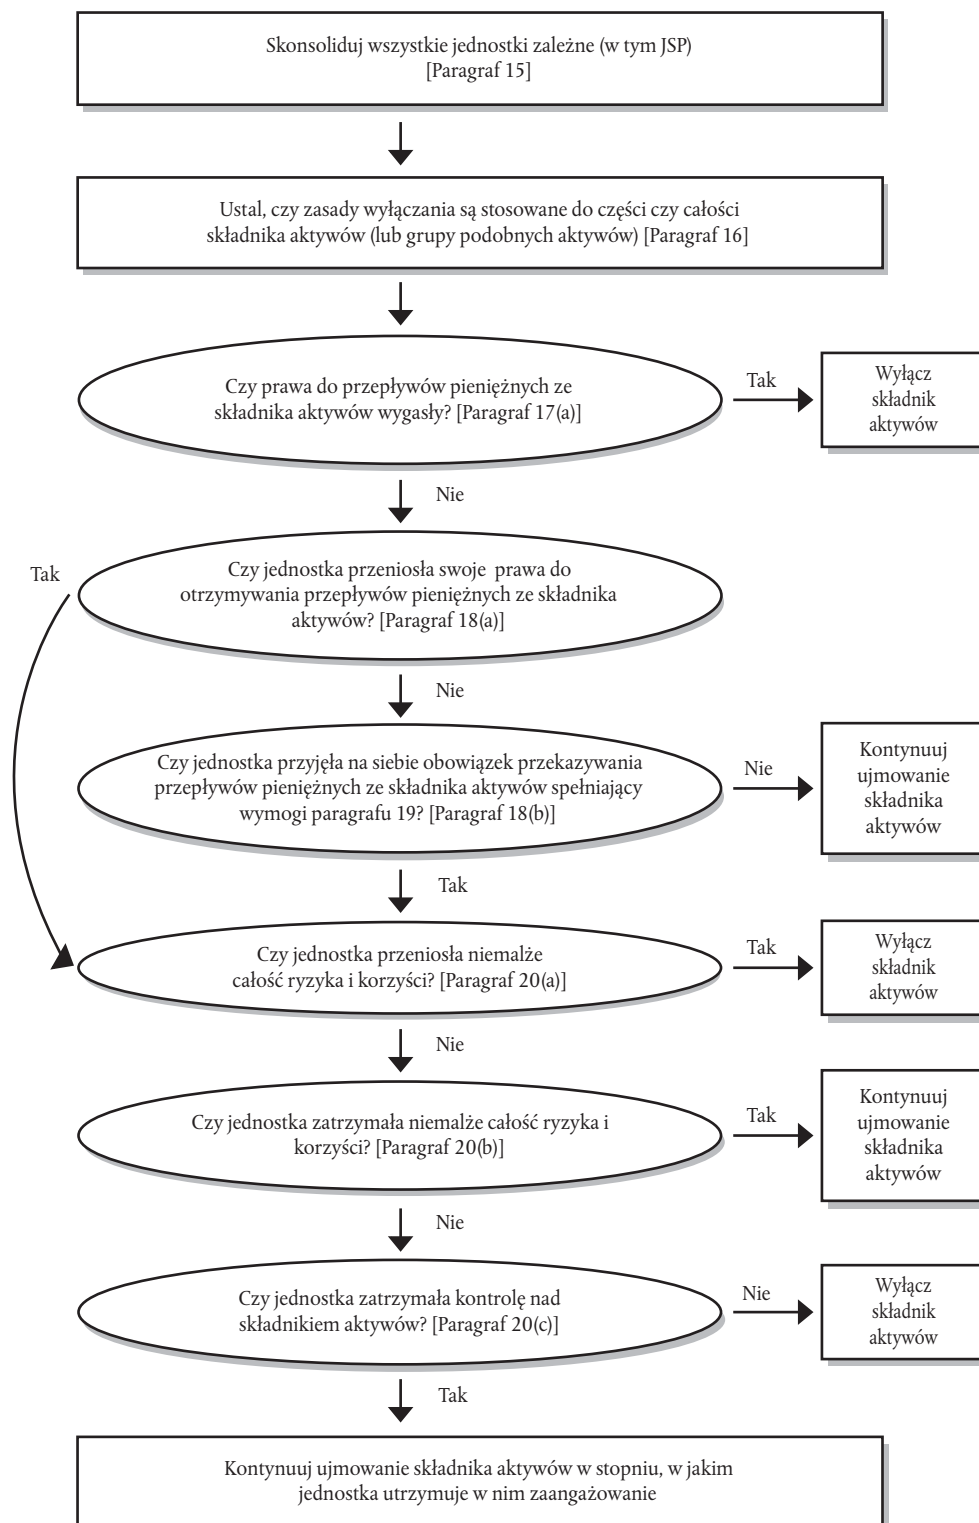 Skonsoliduj wszystkie jednostki zależne (w tym JSP)
[Paragraf 15]
Ustal, czy zasady wyłączania są stosowane do części czy całości
składnika aktywów (lub grupy podobnych aktywów) [Paragraf 16]
Czy prawa do przepływów pieniężnych ze
składnika aktywów wygasły? [Paragraf 17(a)]
Tak
Wyłącz
składnik
aktywów
Nie
Czy jednostka przeniosła swoje prawa do
otrzymywania przepływów pieniężnych ze składnika
aktywów? [Paragraf 18(a)]
Tak
Nie
Czy jednostka przyjęła na siebie obowiązek przekazywania
przepływów pieniężnych ze składnika aktywów spełniający
wymogi paragrafu 19? [Paragraf 18(b)]
Nie
Kontynuuj
ujmowanie
składnika
aktywów
Tak
Czy jednostka przeniosła niemalże
całość ryzyka i korzyści? [Paragraf 20(a)]
Tak
Wyłącz
składnik
aktywów
Nie
Czy jednostka zatrzymała niemalże całość ryzyka i
korzyści? [Paragraf 20(b)]
Tak
Kontynuuj
ujmowanie
składnika
aktywów
Nie
Czy jednostka zatrzymała kontrolę nad
składnikiem aktywów? [Paragraf 20(c)]
Nie
Wyłącz
składnik
aktywów
Tak
Kontynuuj ujmowanie składnika aktywów w stopniu, w jakim
jednostka utrzymuje w nim zaangażowanie